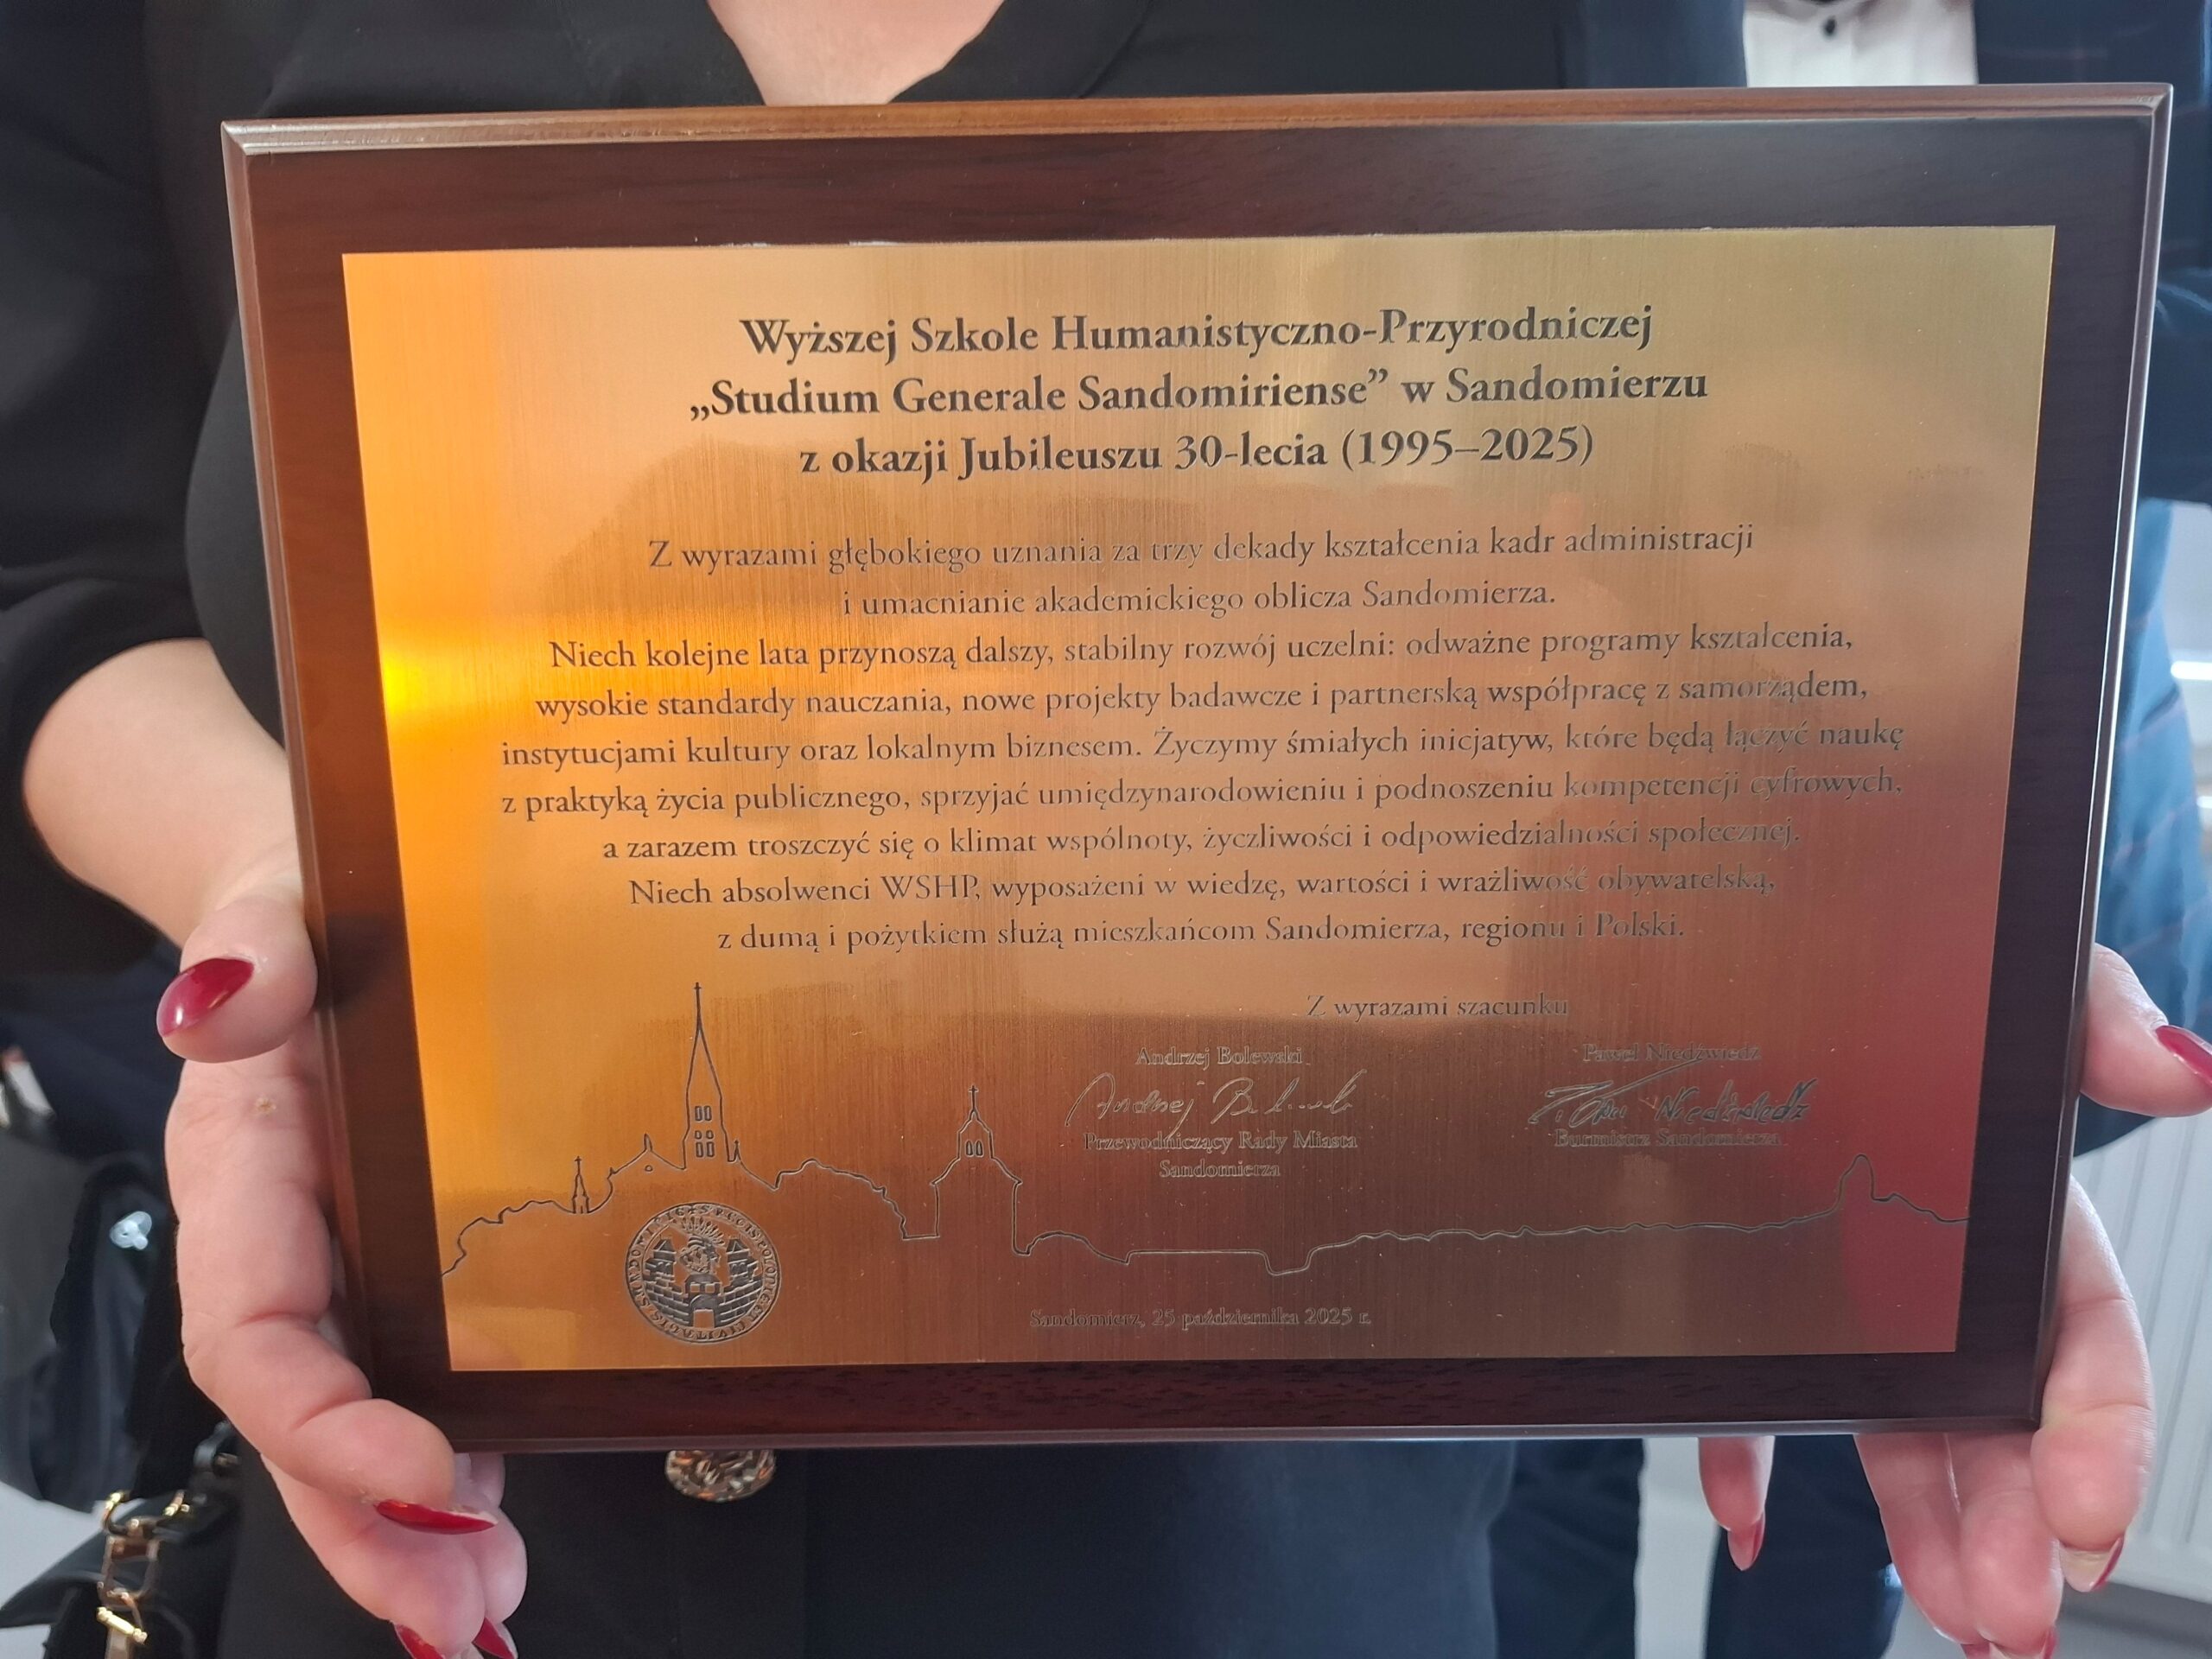 Wyższej Szkole Humanistyczno-Przyrodniczej
„Studium Generale Sandomiriense” w Sandomierzu
z okazji Jubileuszu 30-lecia (1995–2025)
Z wyrazami głębokiego uznania za trzy dekady kształcenia kadr administracji
i umacnianie akademickiego oblicza Sandomierza.
Niech kolejne lata przynoszą dalszy, stabilny rozwój uczelni: odważne programy kształcenia,
wysokie standardy nauczania, nowe projekty badawcze i partnerską współpracę z samorządem,
instytucjami kultury oraz lokalnym biznesem. Życzymy śmiałych inicjatyw, które będą łączyć naukę
z praktyką życia publicznego, sprzyjać umiędzynarodowieniu i podnoszeniu kompetencji cyfrowych,
a zarazem troszczyć się o klimat wspólnoty, życzliwości i odpowiedzialności społecznej.
Niech absolwenci WSHP, wyposażeni w wiedzę, wartości i wrażliwość obywatelską,
z dumą i pożytkiem służą mieszkańcom Sandomierza, regionu i Polski.
Z wyrazami szacunku
Andrzej Bolewski
Przewodniczący Rady Miasta
Sandomierza
Paweł Niedźwiedź
Burmistrz Sandomierza
Sandomierz, 25 października 2025 r.